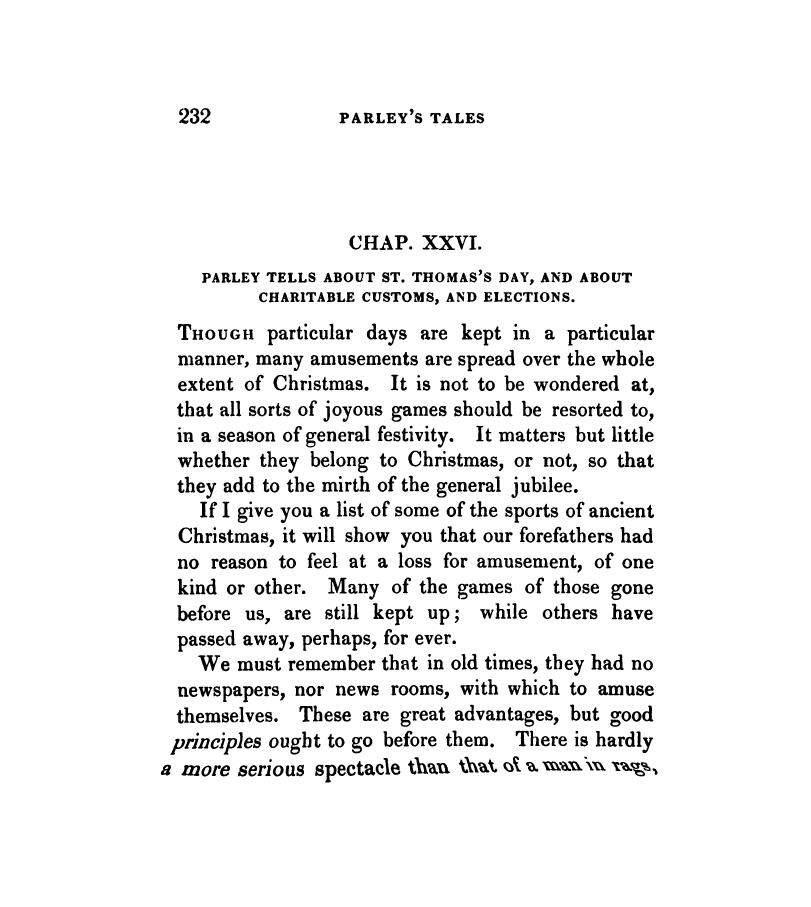 232 PARLEY'S TALES
CHAP. XXVI.
PARLEY TELLS ABOUT ST. THOMAS'S DAY, AND ABOUT
CHARITABLE CUSTOMS, AND ELECTIONS.
THOUGH particular days are kept in a particular
manner, many amusements are spread over the whole
extent of Christmas. It is not to be wondered at,
that all sorts of joyous games should be resorted to,
in a season of general festivity. It matters but little
whether they belong to Christmas, or not, so that
they add to the mirth of the general jubilee.
If I give you a list of some of the sports of ancient
Christmas, it will show you that our forefathers had
no reason to feel at a loss for amusement, of one
kind or other. Many of the games of those gone
before us, are still kept up; while others have
passed away, perhaps, for ever.
We must remember that in old times, they had no
newspapers, nor news rooms, with which to amuse
themselves. These are great advantages, but good
principles ought to go before them. There is hardly
a more serious spectacle than that of a man in rags,